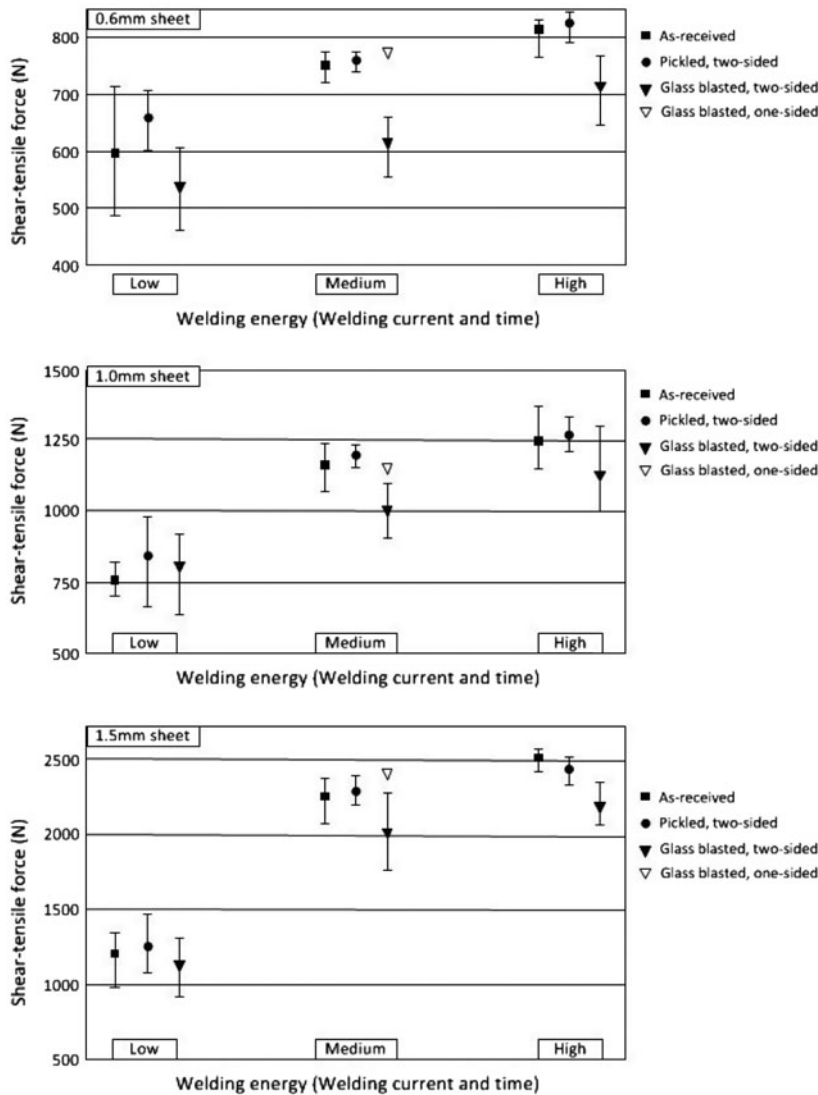 0.6mm sheet
800
700
600
500
400
Shear-tensile force (N)
Low
Medium
High
Welding energy (Welding current and time)
As-received
Pickled, two-sided
Glass blasted, two-sided
Glass blasted, one-sided
1.0mm sheet
1500
1250
1000
750
500
Shear-tensile force (N)
Low
Medium
High
Welding energy (Welding current and time)
As-received
Pickled, two-sided
Glass blasted, two-sided
Glass blasted, one-sided
1.5mm sheet
2500
2000
1500
1000
500
Shear-tensile force (N)
Low
Medium
High
Welding energy (Welding current and time)
As-received
Pickled, two-sided
Glass blasted, two-sided
Glass blasted, one-sided